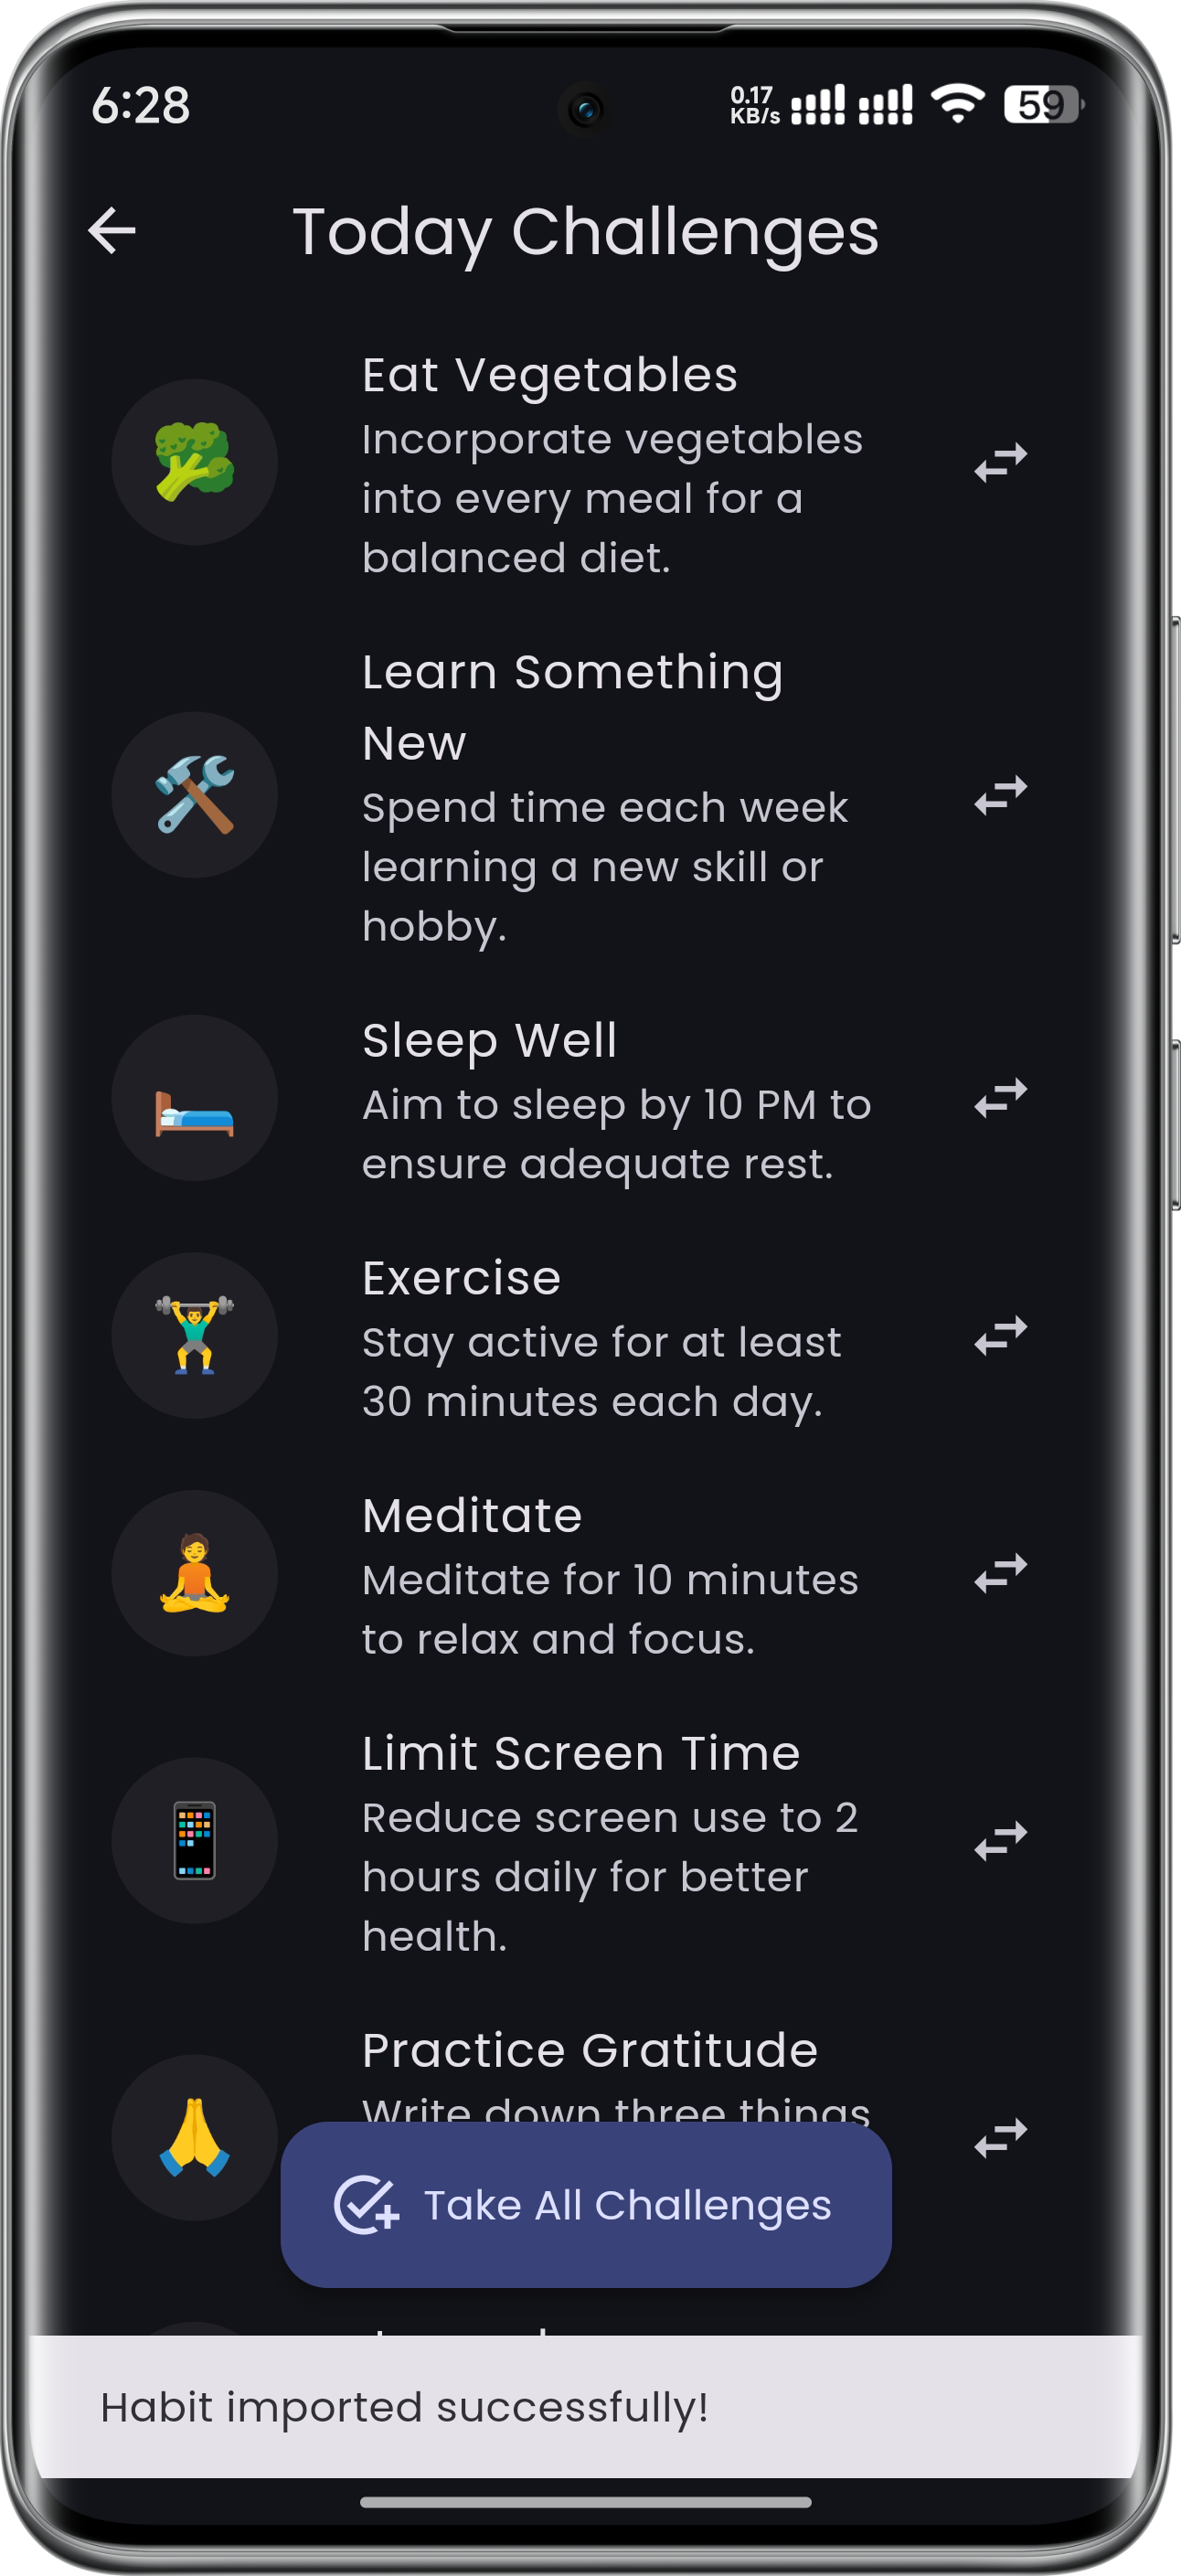 6:28
0.17
KB/s
59
Today Challenges
Eat Vegetables
Incorporate vegetables
into every meal for a
balanced diet.
Learn Something
New
Spend time each week
learning a new skill or
hobby.
Sleep Well
Aim to sleep by 10 PM to
ensure adequate rest.
Exercise
Stay active for at least
30 minutes each day.
Meditate
Meditate for 10 minutes
to relax and focus.
Limit Screen Time
Reduce screen use to 2
hours daily for better
health.
Practice Gratitude
Write down three things
Take All Challenges
Habit imported successfully!